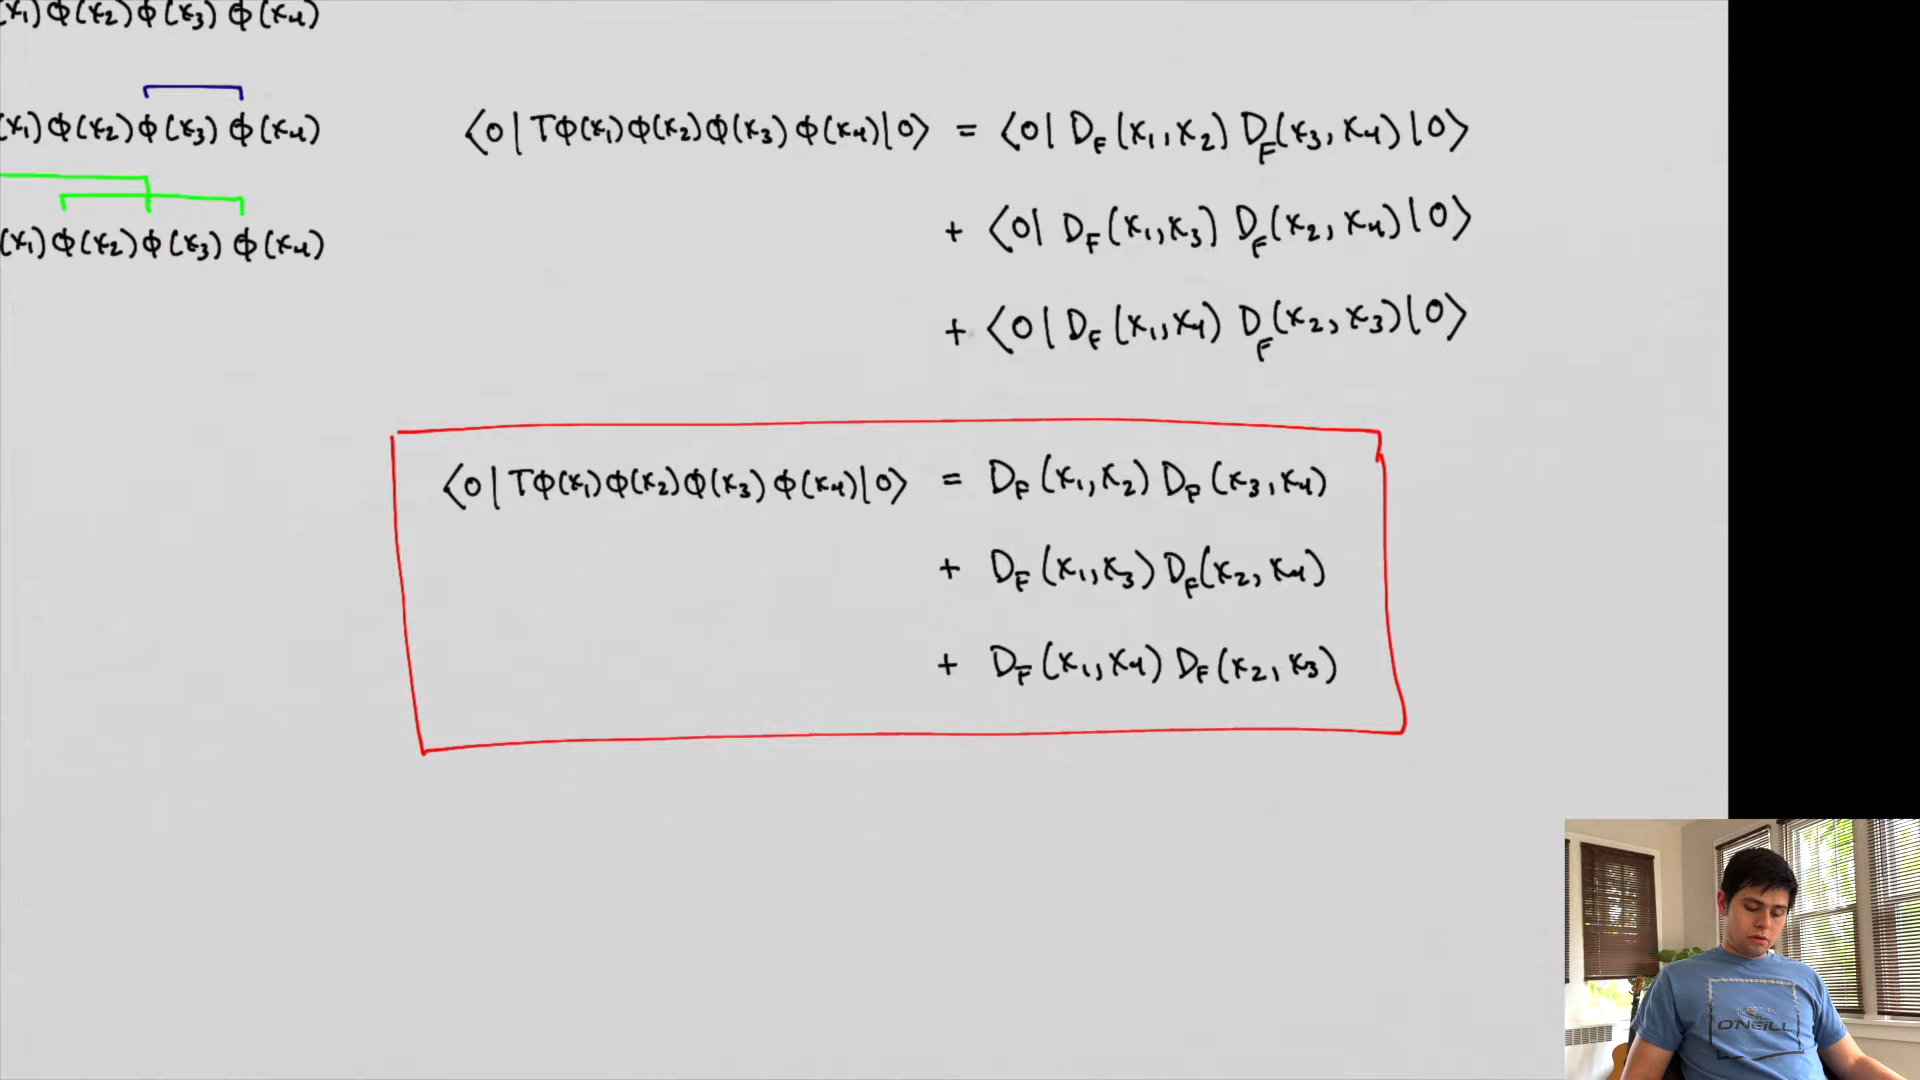 (x₁)Φ(x₂)Φ(x₃)Φ(x₄)
(x₁)Φ(x₂)Φ(x₃)Φ(x₄)
(x₁)Φ(x₂)Φ(x₃)Φ(x₄)
⟨0|TΦ(x₁)Φ(x₂)Φ(x₃)Φ(x₄)|0⟩ = ⟨0| D_F(x₁,x₂) D_F(x₃,x₄)|0⟩
+ ⟨0| D_F(x₁,x₃) D_F(x₂,x₄)|0⟩
+ ⟨0| D_F(x₁,x₄) D_F(x₂,x₃)|0⟩
⟨0|TΦ(x₁)Φ(x₂)Φ(x₃)Φ(x₄)|0⟩ = D_F(x₁,x₂) D_F(x₃,x₄)
+ D_F(x₁,x₃) D_F(x₂,x₄)
+ D_F(x₁,x₄) D_F(x₂,x₃)
O'NEILL